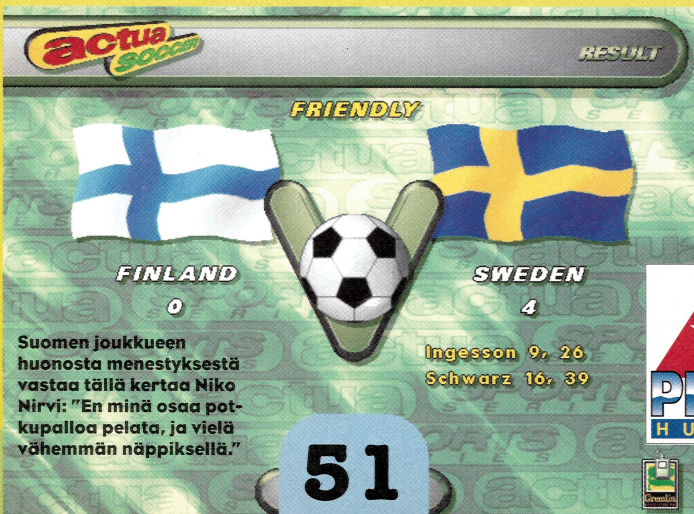 actua
SOCCER
RESULT
FRIENDLY
FINLAND
0
SWEDEN
4
Ingesson 9, 26
Schwarz 16, 39
Suomen joukkueen
huonosta menestyksestä
vastaa tällä kertaa Niko
Nirvi: ”En minä osaa pot-
kupalloa pelata, ja vielä
vähemmän näppiksellä.”
51
Gremlin